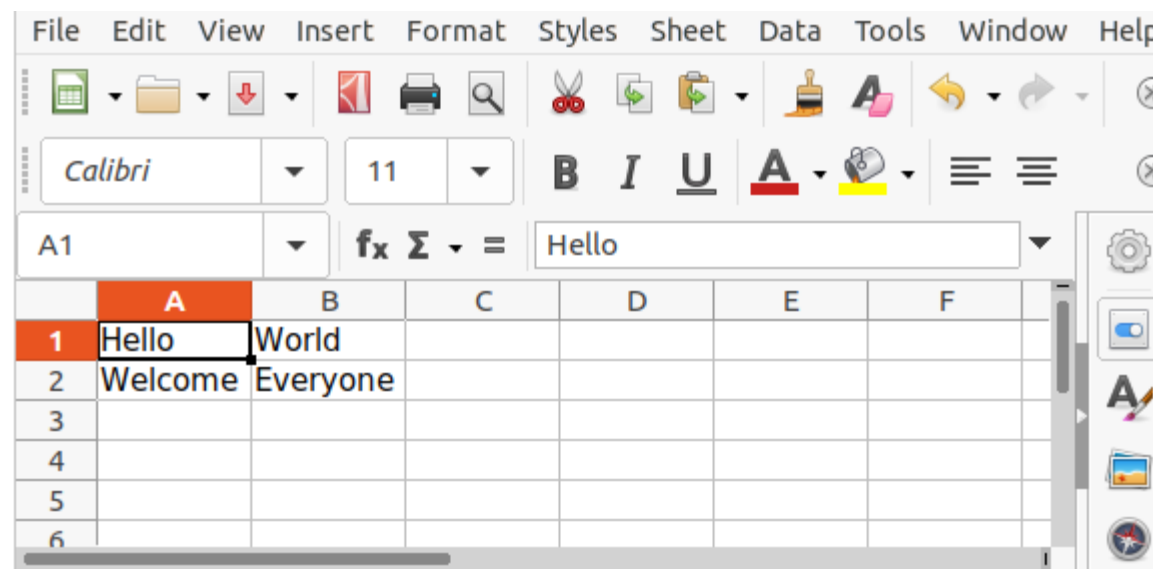 File Edit View Insert Format Styles Sheet Data Tools Window Help
Calibri 11 B I U A
A1 fx Σ = Hello
A B C D E F
1 Hello World
2 Welcome Everyone
3
4
5
6